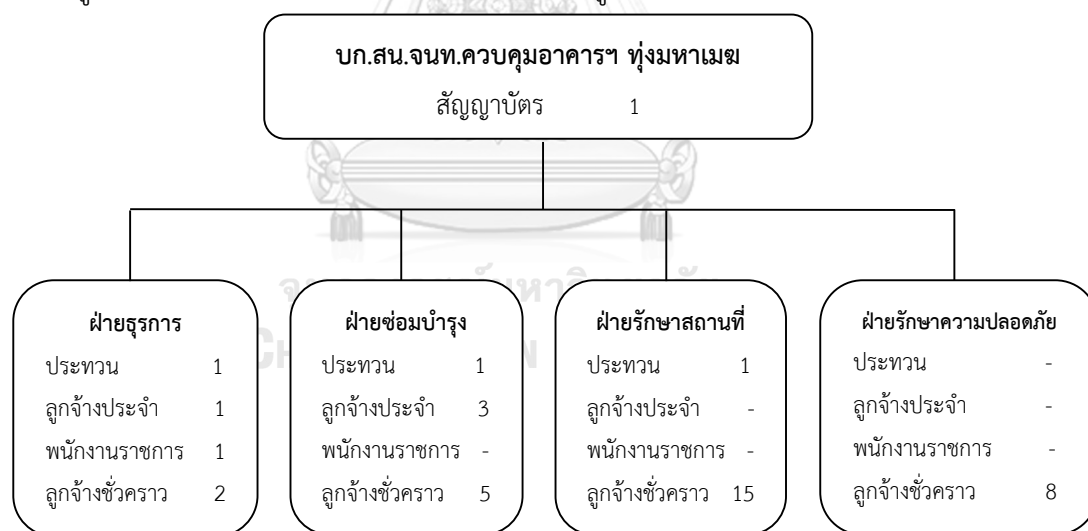 บก.สน.จนท.ควบคุมอาคารฯ ทุ่งมหาเมฆ
สัญญาบัตร 1
ฝ่ายธุรการ
ประทวน 1
ลูกจ้างประจำ 1
พนักงานราชการ 1
ลูกจ้างชั่วคราว 2
ฝ่ายซ่อมบำรุง
ประทวน 1
ลูกจ้างประจำ 3
พนักงานราชการ -
ลูกจ้างชั่วคราว 5
ฝ่ายรักษาสถานที่
ประทวน 1
ลูกจ้างประจำ -
พนักงานราชการ -
ลูกจ้างชั่วคราว 15
ฝ่ายรักษาความปลอดภัย
ประทวน -
ลูกจ้างประจำ -
พนักงานราชการ -
ลูกจ้างชั่วคราว 8